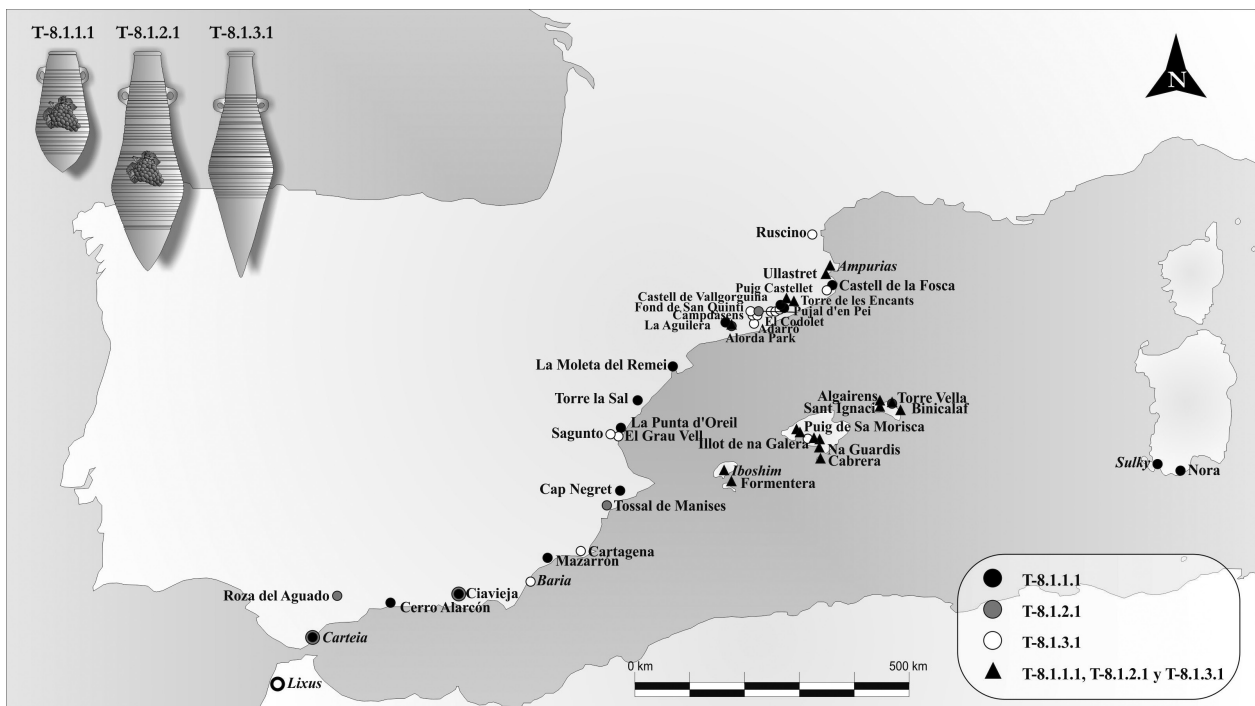 T-8.1.1.1 T-8.1.2.1 T-8.1.3.1
N
Ruscino
Ampurias
Ullastret
Castell de la Fosca
Puig Castellet
Castell de Vallgorguina
Torre de les Encants
Fond de San Quinti
Pujal d'en Pei
Campdasens
El Codolet
La Aguilera
Adarro
Alorda Park
La Moleta del Remei
Torre la Sal
Algairens
Torre Vella
Sant Ignaci
Binicalaf
La Punta d'Oreil
Puig de Sa Morisca
Sagunto
El Grau Vell
Illot de na Galera
Na Guardis
Cabrera
Sulky
Nora
Iboshim
Formentera
Cap Negret
Tossal de Manises
Cartagena
Mazarrón
Baria
Roza del Aguado
Ciavieja
Cerro Alarcón
Carteia
Lixus
0 km 500 km
T-8.1.1.1
T-8.1.2.1
T-8.1.3.1
T-8.1.1.1, T-8.1.2.1 y T-8.1.3.1